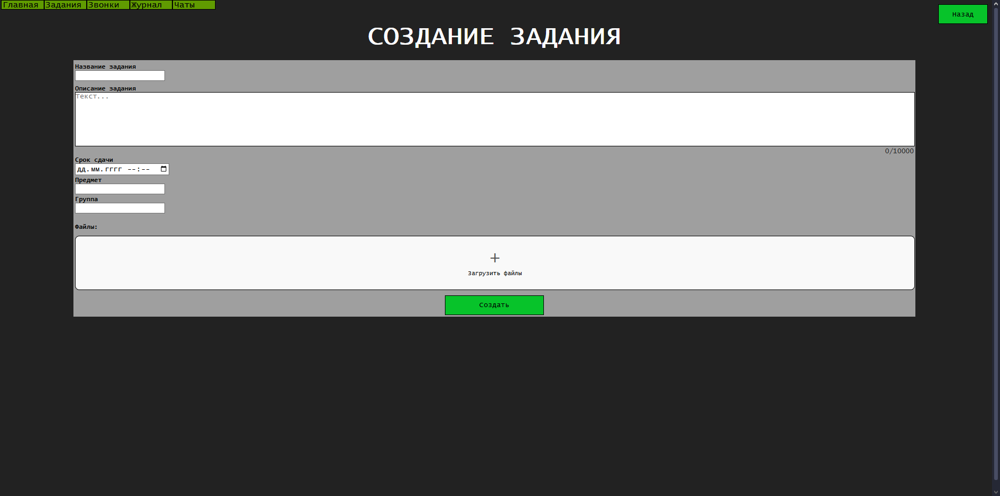 Главная Задания Звонки Журнал Чаты
Назад
СОЗДАНИЕ ЗАДАНИЯ
Название задания
Описание задания
Текст...
0/10000
Срок сдачи
дд.мм.гггг --:--
Предмет
Группа
Файлы:
+
Загрузить файлы
Создать